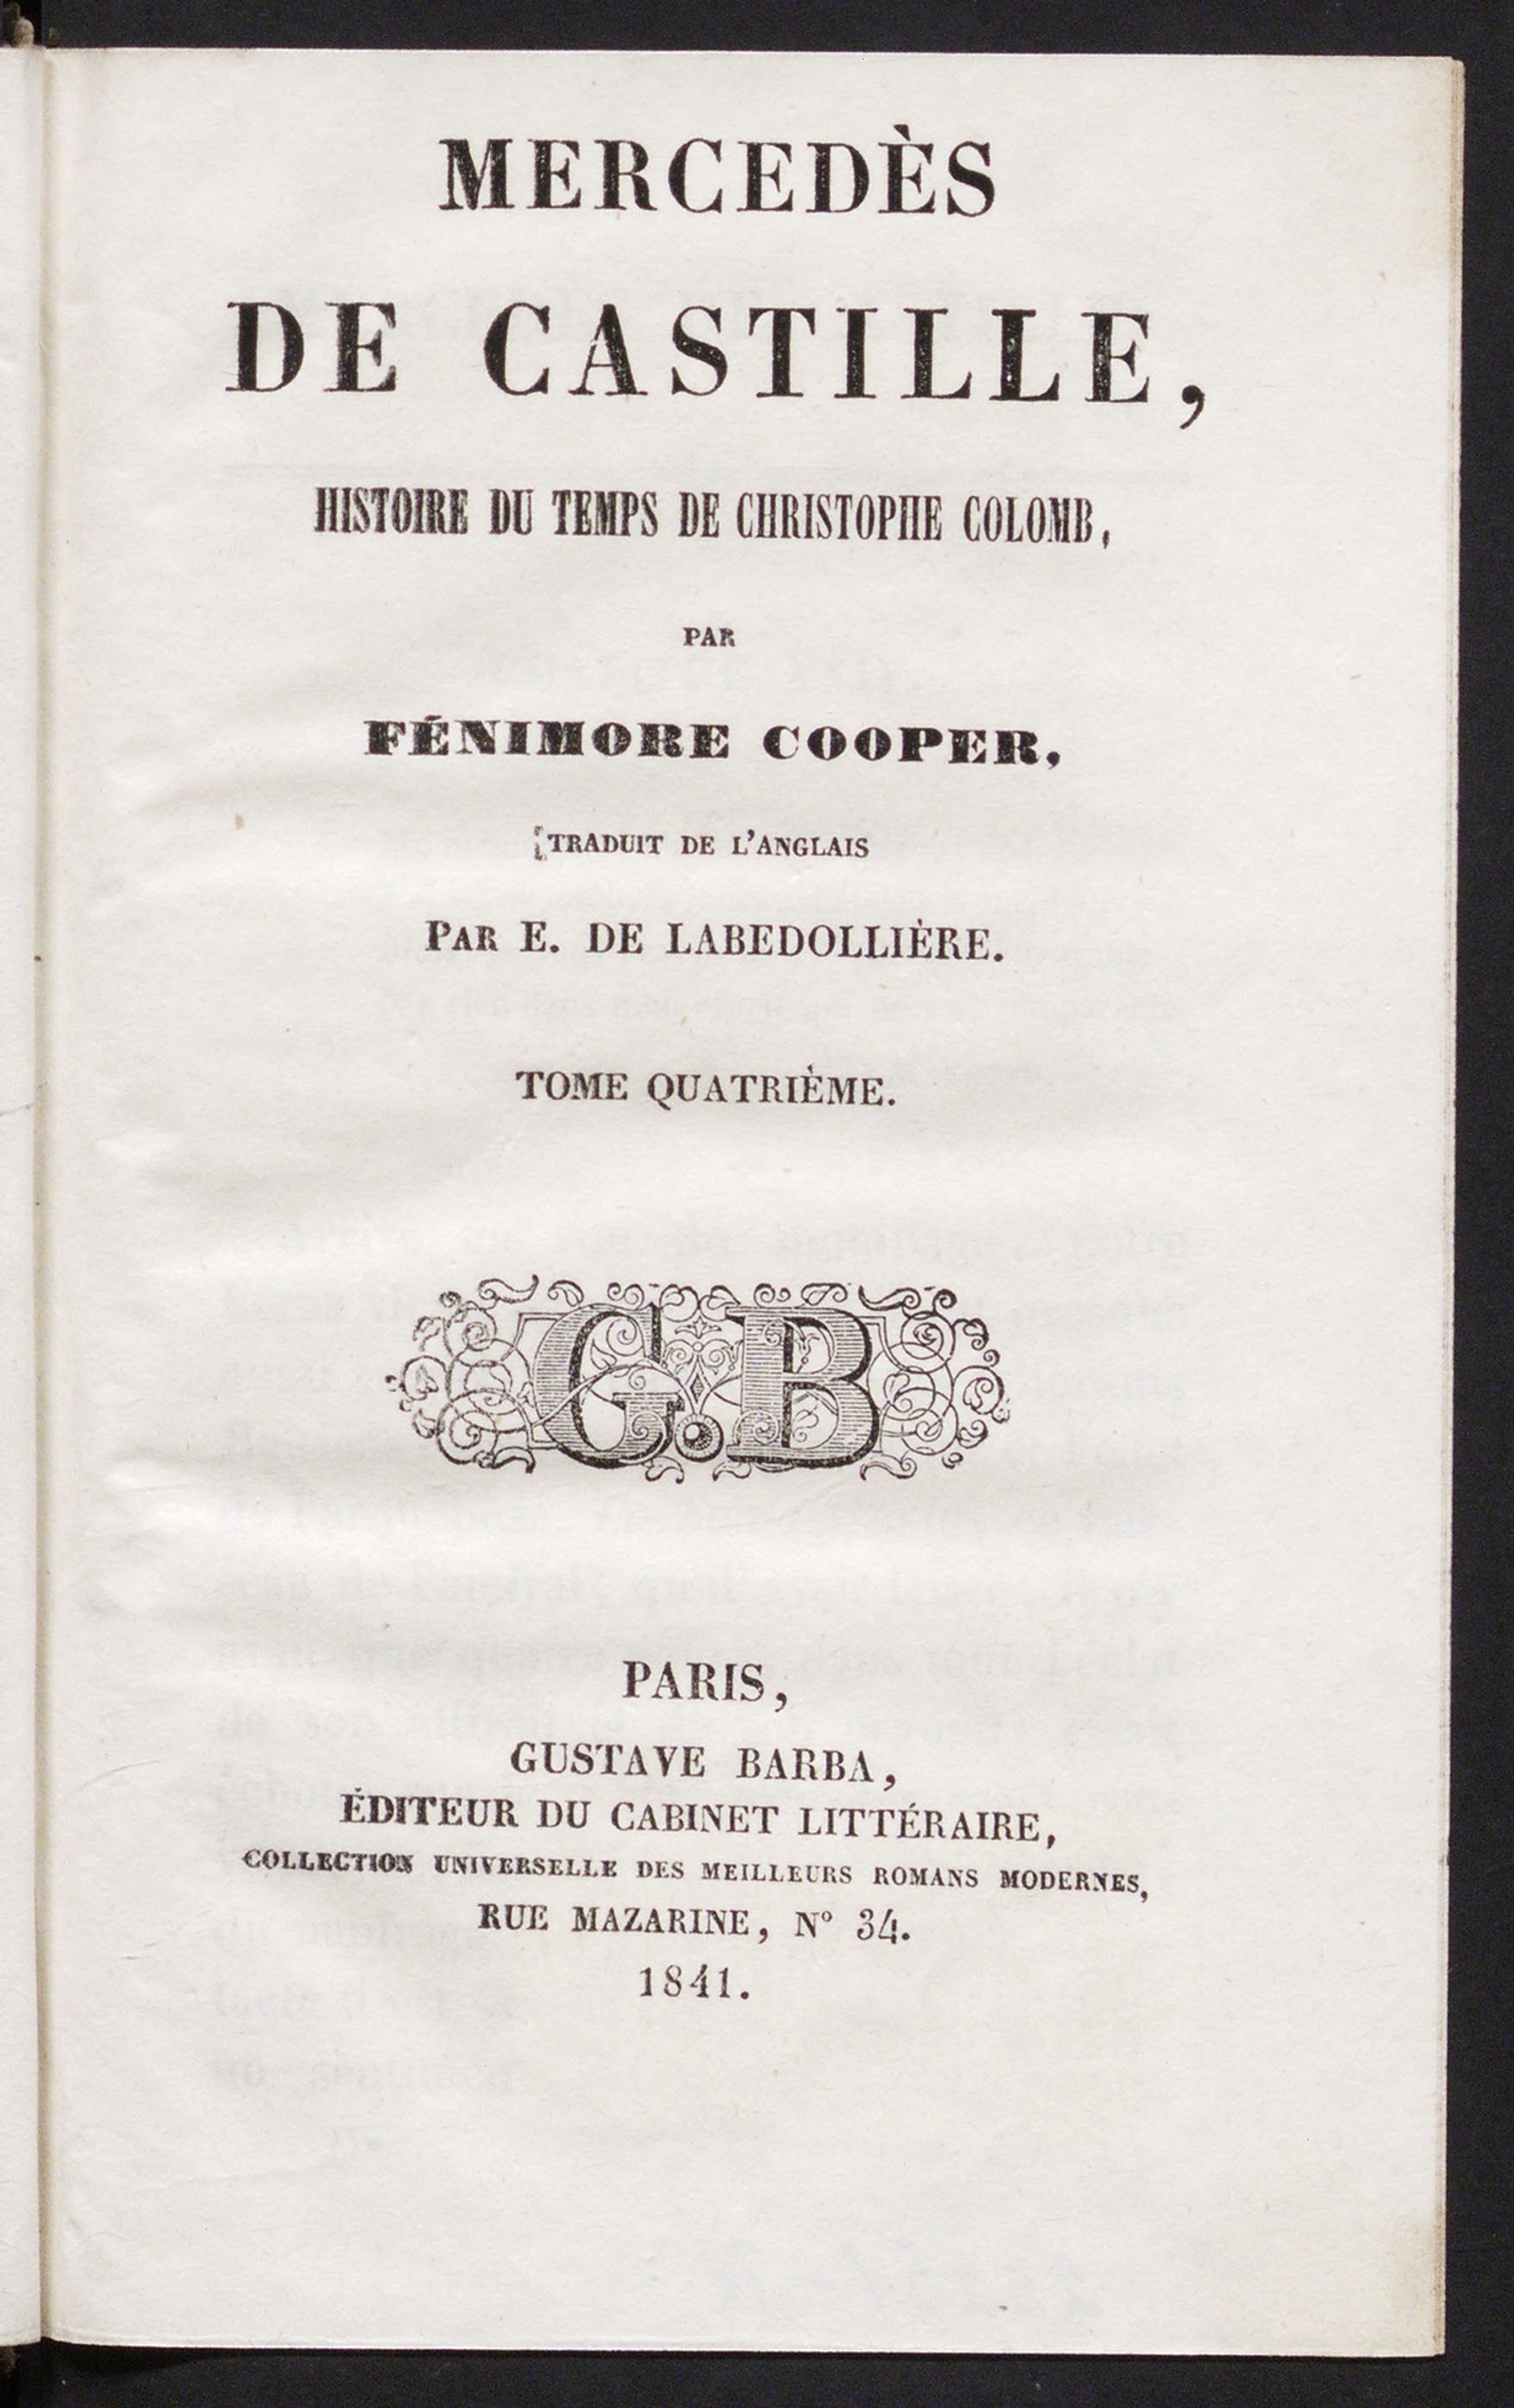 MERCEDÈS
DE CASTILLE,
HISTOIRE DU TEMPS DE CHRISTOPHE COLOMB,
PAR
FÉNIMORE COOPER,
TRADUIT DE L'ANGLAIS
PAR E. DE LABEDOLLIÈRE.
TOME QUATRIÈME.
G.B
PARIS,
GUSTAVE BARBA,
ÉDITEUR DU CABINET LITTÉRAIRE,
COLLECTION UNIVERSELLE DES MEILLEURS ROMANS MODERNES,
RUE MAZARINE, N° 34.
1841.